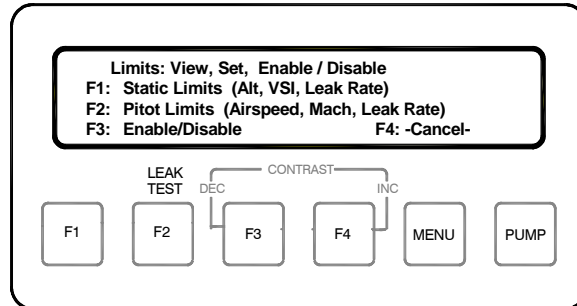 Limits: View, Set, Enable / Disable
F1: Static Limits (Alt, VSI, Leak Rate)
F2: Pitot Limits (Airspeed, Mach, Leak Rate)
F3: Enable/Disable F4: -Cancel-
LEAK
TEST
CONTRAST
DEC
INC
F1
F2
F3
F4
MENU
PUMP